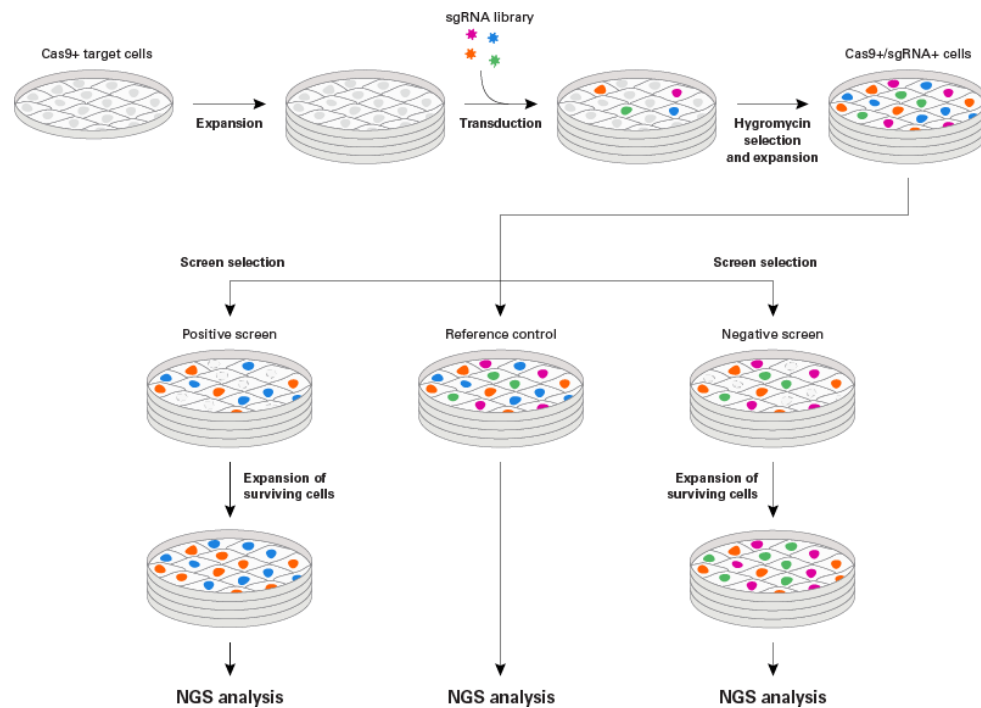 sgRNA library
Cas9+ target cells
Cas9+/sgRNA+ cells
Expansion
Transduction
Hygromycin
selection
and expansion
Screen selection
Screen selection
Positive screen
Reference control
Negative screen
Expansion of
surviving cells
Expansion of
surviving cells
NGS analysis
NGS analysis
NGS analysis